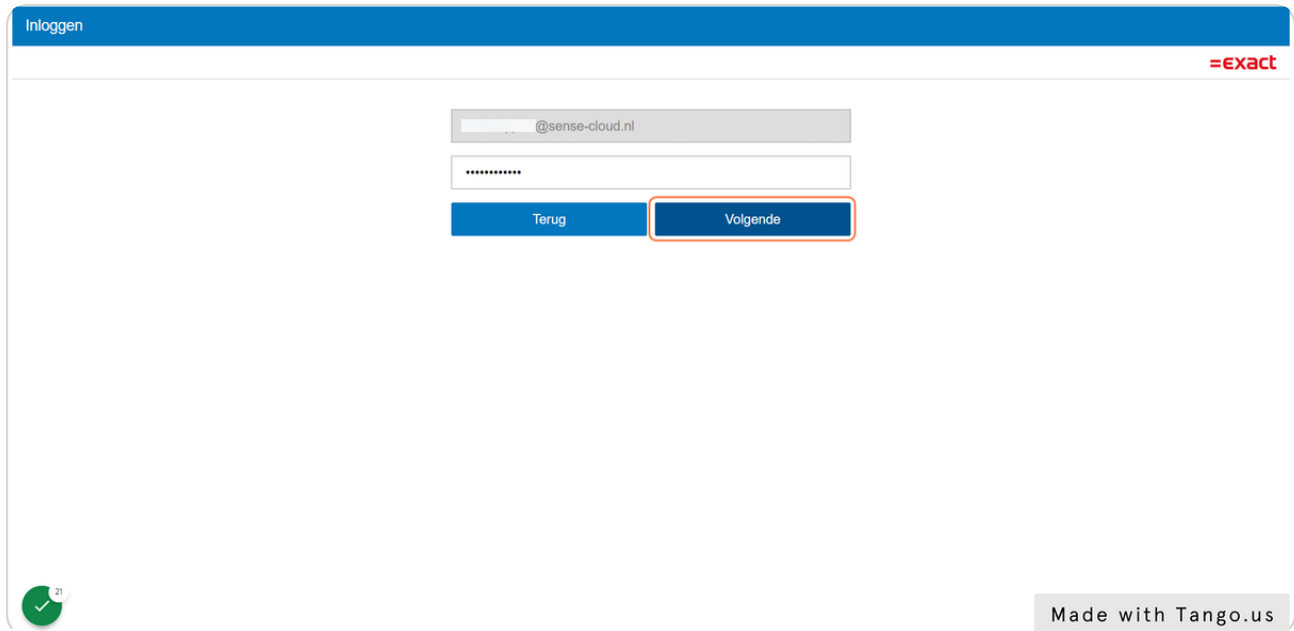 Inloggen
=exact
@sense-cloud.nl
••••••••••••
Terug
Volgende
21
Made with Tango.us